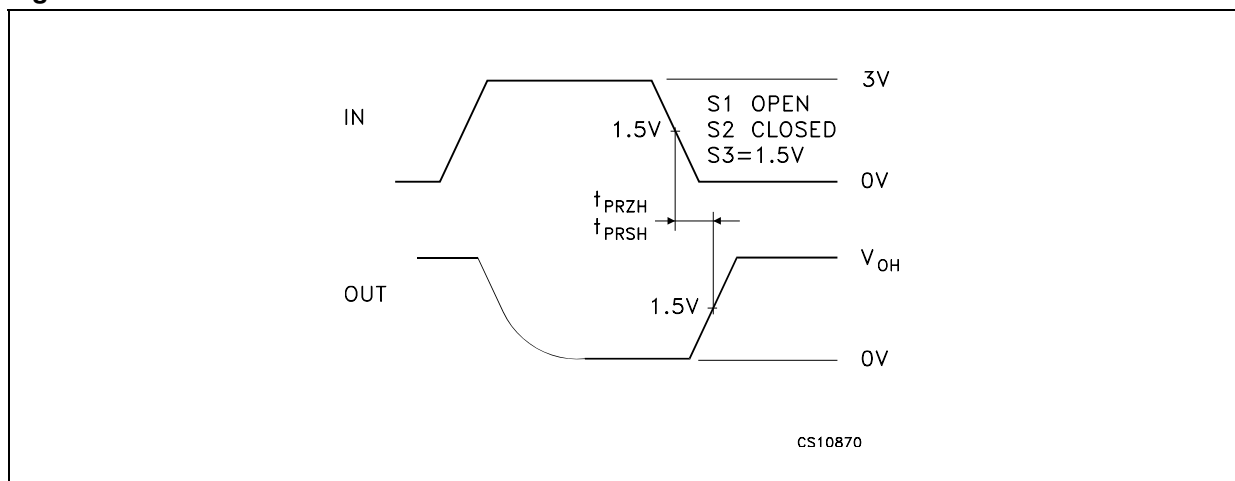 3V
S1 OPEN
IN
1.5V
S2 CLOSED
S3=1.5V
0V
tPRZH
tPRSH
VOH
OUT
1.5V
0V
CS10870